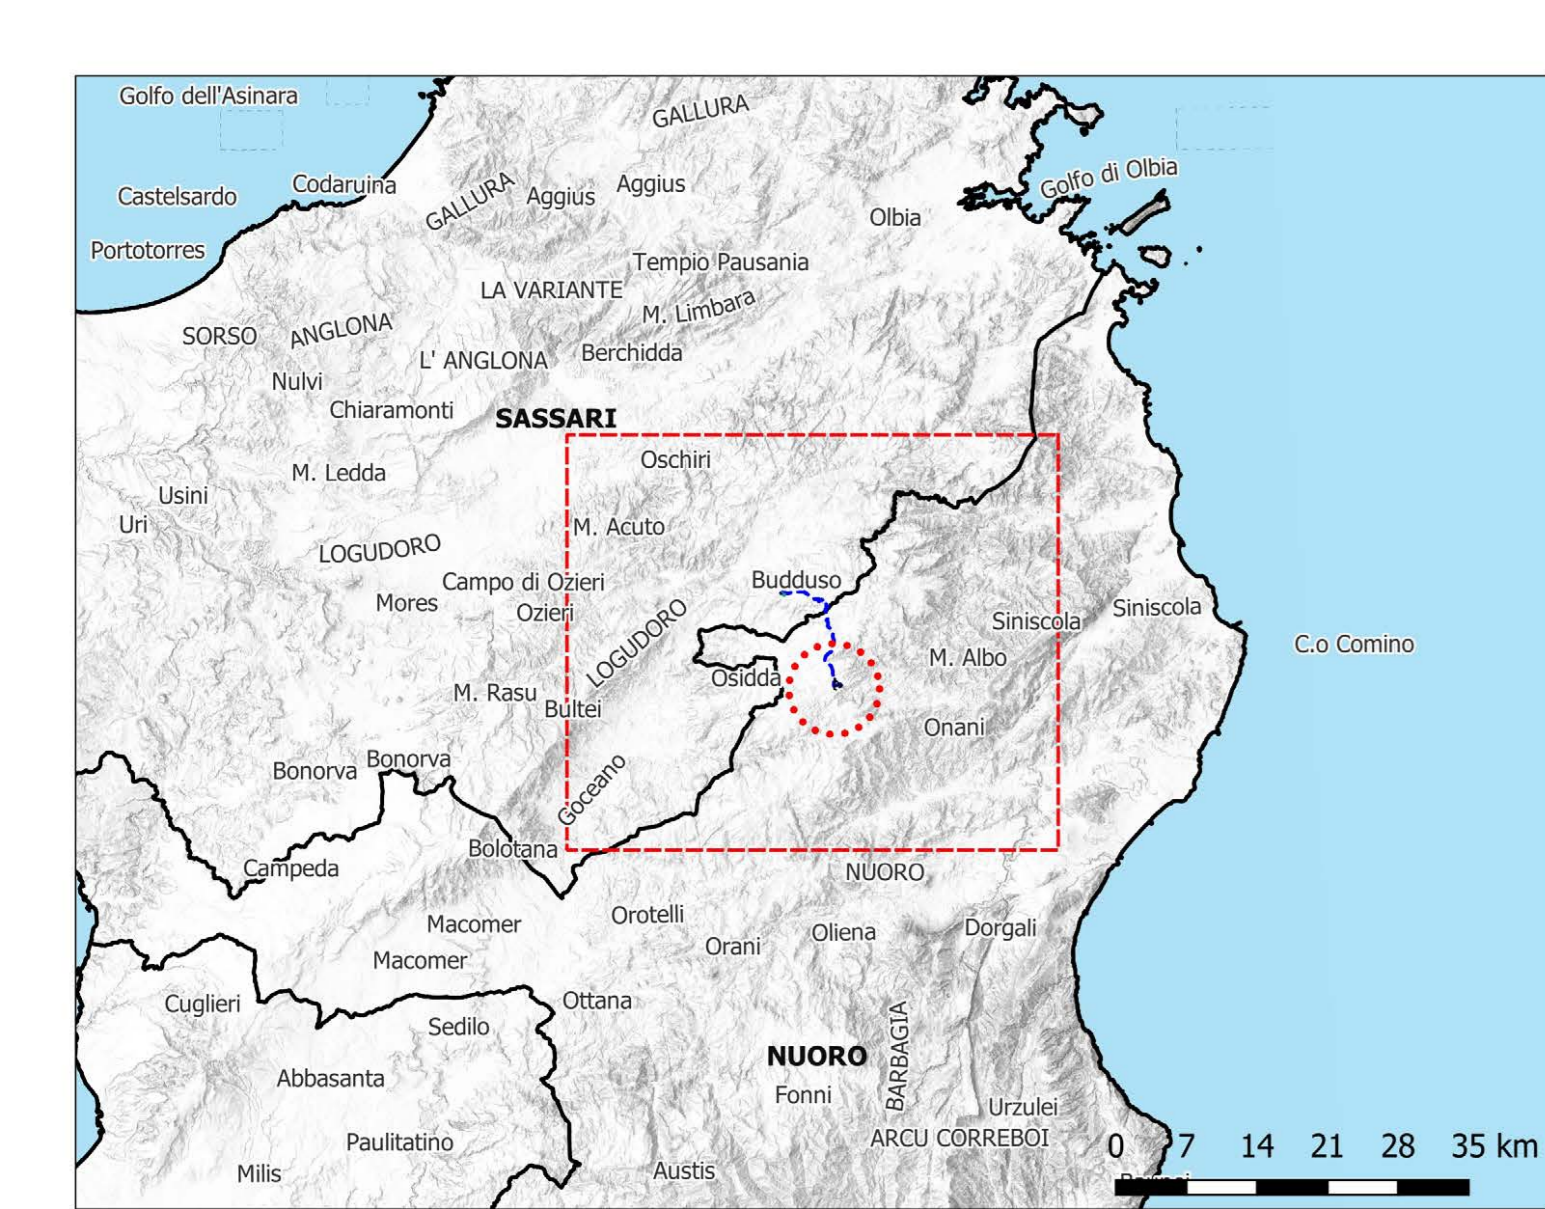 Golfo dell'Asinara
GALLURA
Golfo di Olbia
Castelsardo
Codaruina
GALLURA
Aggius
Aggius
Olbia
Portotorres
Tempio Pausania
LA VARIANTE
M. Limbara
SORSO
ANGLONA
L' ANGLONA
Berchidda
Nulvi
Chiaramonti
SASSARI
M. Ledda
Oschiri
Usini
Uri
M. Acuto
LOGUDORO
Campo di Ozieri
Budduso
Mores
Ozieri
Siniscola
Siniscola
LOGUDORO
C.o Comino
M. Albo
Osidda
M. Rasu
Bultei
Onani
Bonorva
Bonorva
Goceano
Bolotana
Campeda
NUORO
Macomer
Orotelli
Orani
Oliena
Dorgali
Macomer
Cuglieri
Ottana
Sedilo
NUORO
BARBAGIA
Abbasanta
Fonni
Urzulei
Paulitatino
ARCU CORREBOI
0 7 14 21 28 35 km
Milis
Austis